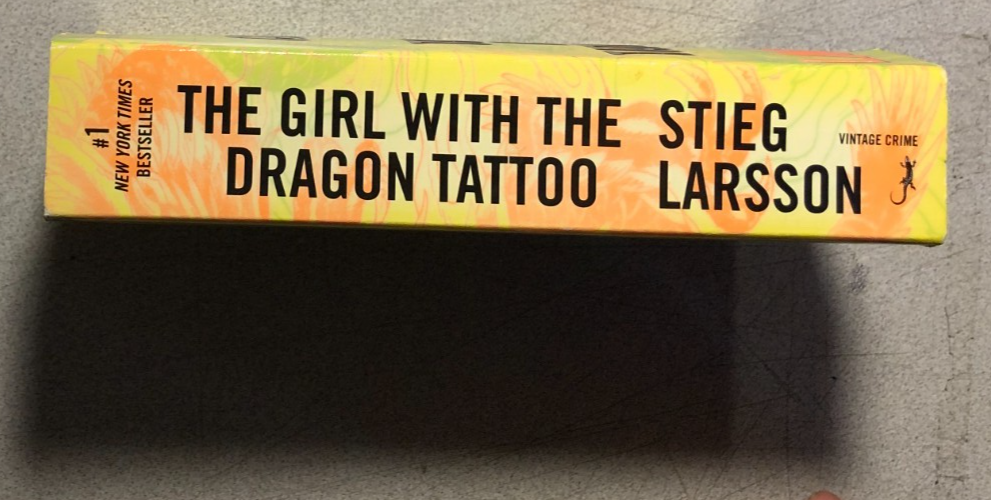 #1
NEW YORK TIMES
BESTSELLER
THE GIRL WITH THE
DRAGON TATTOO
STIEG
LARSSON
VINTAGE CRIME